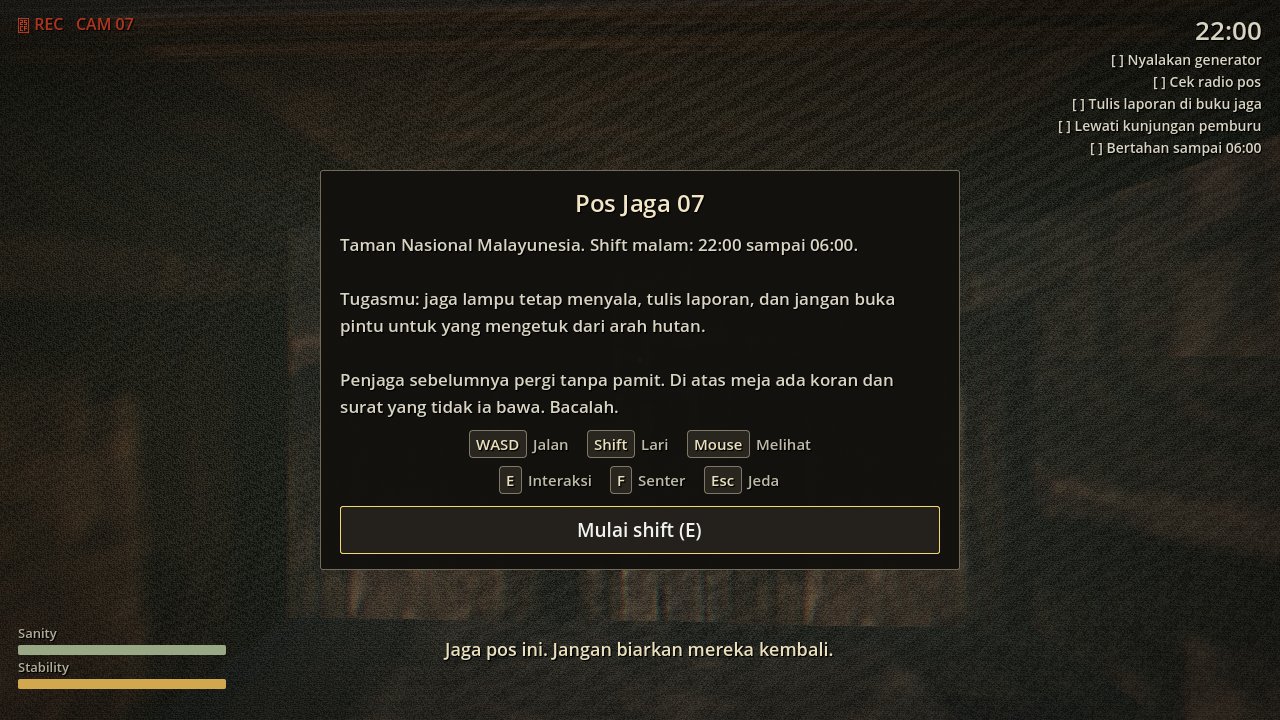 REC CAM 07
22:00
[ ] Nyalakan generator
[ ] Cek radio pos
[ ] Tulis laporan di buku jaga
[ ] Lewati kunjungan pemburu
[ ] Bertahan sampai 06:00
Pos Jaga 07
Taman Nasional Malayunesia. Shift malam: 22:00 sampai 06:00.
Tugasmu: jaga lampu tetap menyala, tulis laporan, dan jangan buka
pintu untuk yang mengetuk dari arah hutan.
Penjaga sebelumnya pergi tanpa pamit. Di atas meja ada koran dan
surat yang tidak ia bawa. Bacalah.
WASD Jalan Shift Lari Mouse Melihat
E Interaksi F Senter Esc Jeda
Mulai shift (E)
Sanity
Stability
Jaga pos ini. Jangan biarkan mereka kembali.